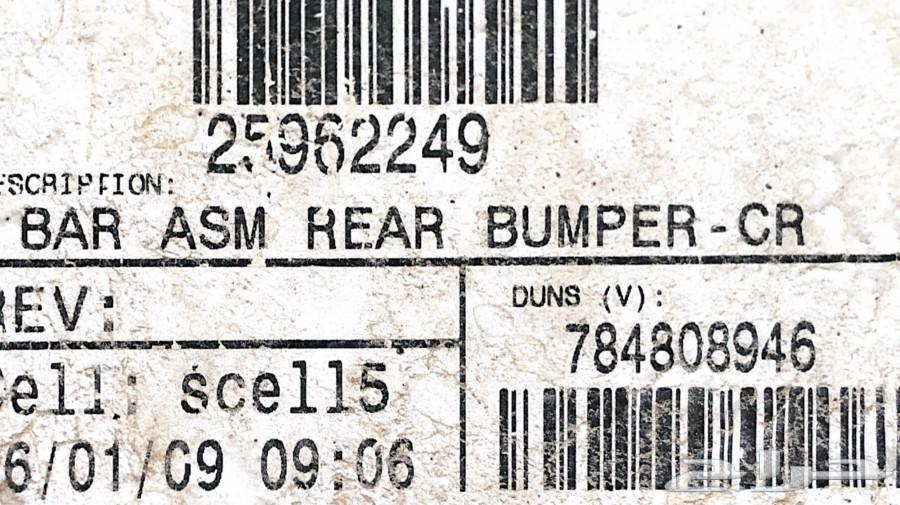 25962249
ESCRIPTION:
BAR ASM REAR BUMPER-CR
REV:
DUNS (V):
784808946
Cell: scell5
6/01/09 09:06